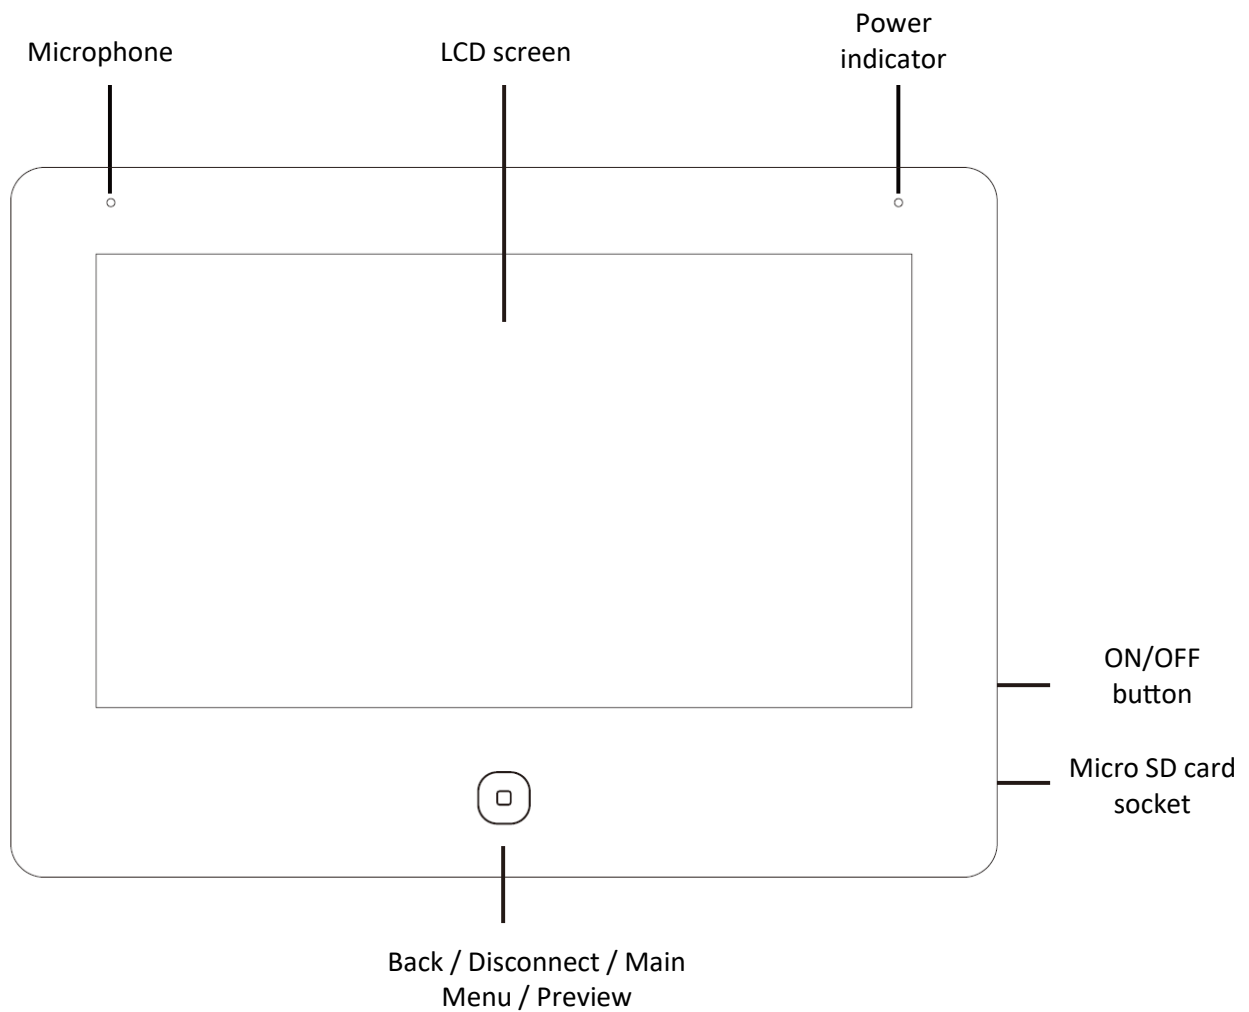 Microphone
LCD screen
Power
indicator
ON/OFF
button
Micro SD card
socket
Back / Disconnect / Main
Menu / Preview